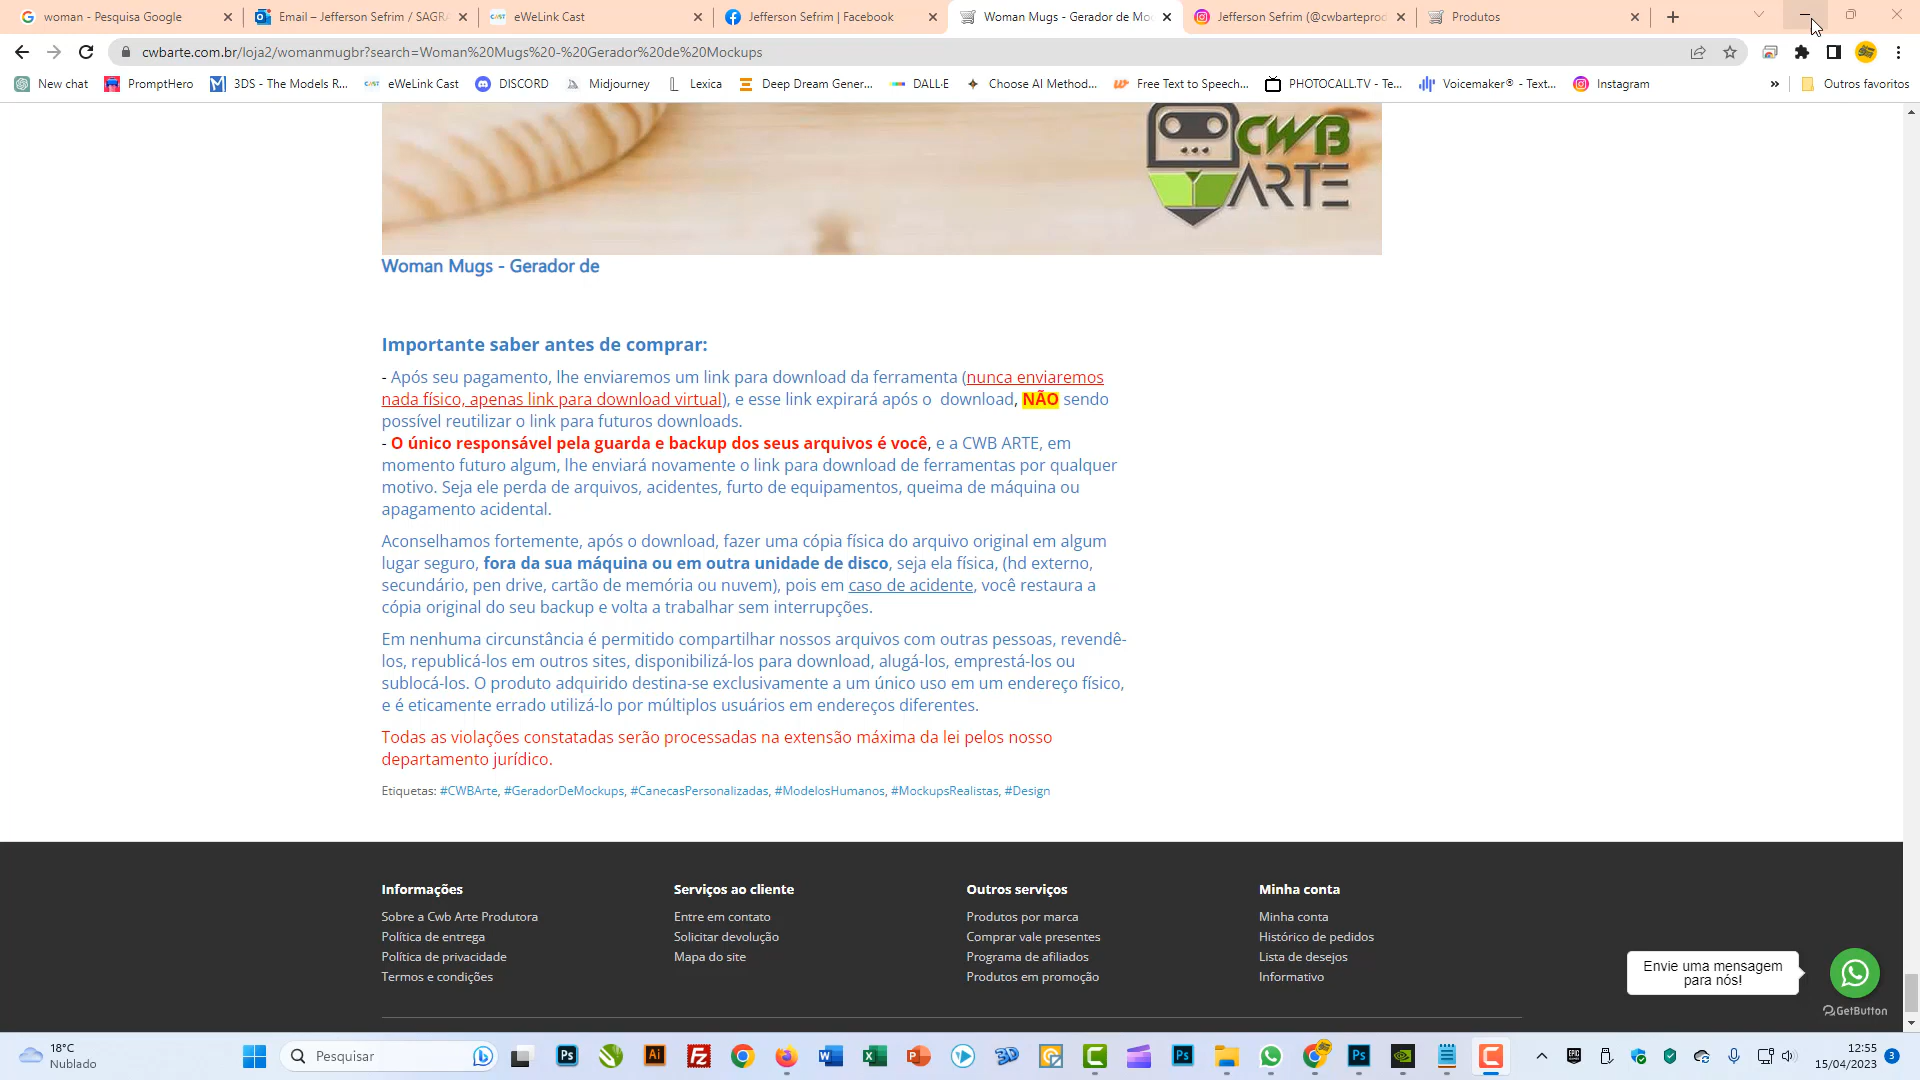 woman - Pesquisa Google
Email – Jefferson Sefrim / SAGRA
eWeLink Cast
Jefferson Sefrim | Facebook
Woman Mugs - Gerador de Moc
Jefferson Sefrim (@cwbarteprod
Produtos
cwbarte.com.br/loja2/womanmugbr?search=Woman%20Mugs%20-%20Gerador%20de%20Mockups
New chat
PromptHero
3DS - The Models R...
eWeLink Cast
DISCORD
Midjourney
Lexica
Deep Dream Gener...
DALL·E
Choose AI Method...
Free Text to Speech...
PHOTOCALL.TV - Te...
Voicemaker® - Text...
Instagram
»
Outros favoritos
CWB
ARTE
Woman Mugs - Gerador de
Importante saber antes de comprar:
- Após seu pagamento, lhe enviaremos um link para download da ferramenta (nunca enviaremos
nada físico, apenas link para download virtual), e esse link expirará após o  download, NÃO sendo
possível reutilizar o link para futuros downloads.
- O único responsável pela guarda e backup dos seus arquivos é você, e a CWB ARTE, em
momento futuro algum, lhe enviará novamente o link para download de ferramentas por qualquer
motivo. Seja ele perda de arquivos, acidentes, furto de equipamentos, queima de máquina ou
apagamento acidental.
Aconselhamos fortemente, após o download, fazer uma cópia física do arquivo original em algum
lugar seguro, fora da sua máquina ou em outra unidade de disco, seja ela física, (hd externo,
secundário, pen drive, cartão de memória ou nuvem), pois em caso de acidente, você restaura a
cópia original do seu backup e volta a trabalhar sem interrupções.
Em nenhuma circunstância é permitido compartilhar nossos arquivos com outras pessoas, revendê-
los, republicá-los em outros sites, disponibilizá-los para download, alugá-los, emprestá-los ou
sublocá-los. O produto adquirido destina-se exclusivamente a um único uso em um endereço físico,
e é eticamente errado utilizá-lo por múltiplos usuários em endereços diferentes.
Todas as violações constatadas serão processadas na extensão máxima da lei pelos nosso
departamento jurídico.
Etiquetas: #CWBArte, #GeradorDeMockups, #CanecasPersonalizadas, #ModelosHumanos, #MockupsRealistas, #Design
Informações
Sobre a Cwb Arte Produtora
Política de entrega
Política de privacidade
Termos e condições
Serviços ao cliente
Entre em contato
Solicitar devolução
Mapa do site
Outros serviços
Produtos por marca
Comprar vale presentes
Programa de afiliados
Produtos em promoção
Minha conta
Minha conta
Histórico de pedidos
Lista de desejos
Informativo
Envie uma mensagem
para nós!
GetButton
18°C
Nublado
Pesquisar
12:55
15/04/2023
3